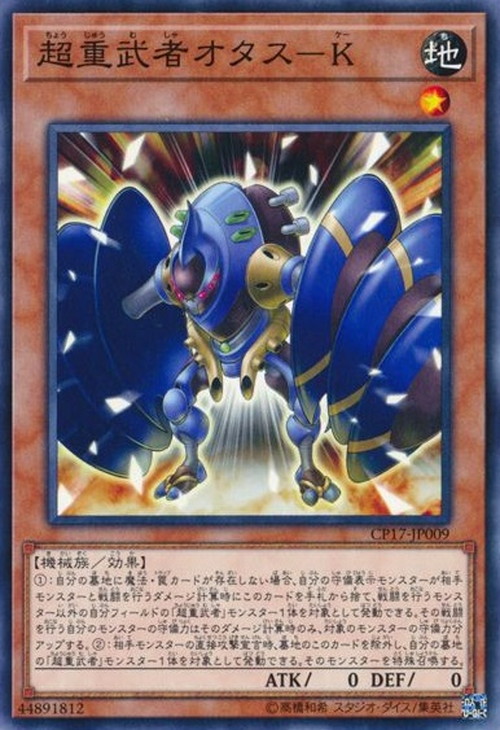 超重武者オタス－K
地
CP17-JP009
【機械族／効果】
①：自分の墓地に魔法・罠カードが存在しない場合、自分の守備表示モンスターが相手
モンスターと戦闘を行うダメージ計算時にこのカードを手札から捨て、戦闘を行うモン
スター以外の自分フィールドの「超重武者」モンスター1体を対象として発動できる。その戦闘
を行う自分のモンスターの守備力はそのダメージ計算時のみ、対象のモンスターの守備力分
アップする。②：相手モンスターの直接攻撃宣言時、墓地のこのカードを除外し、自分の墓地
の「超重武者」モンスター1体を対象として発動できる。そのモンスターを特殊召喚する。
ATK/ 0 DEF/ 0
44891812 ©高橋和希 スタジオ・ダイス/集英社